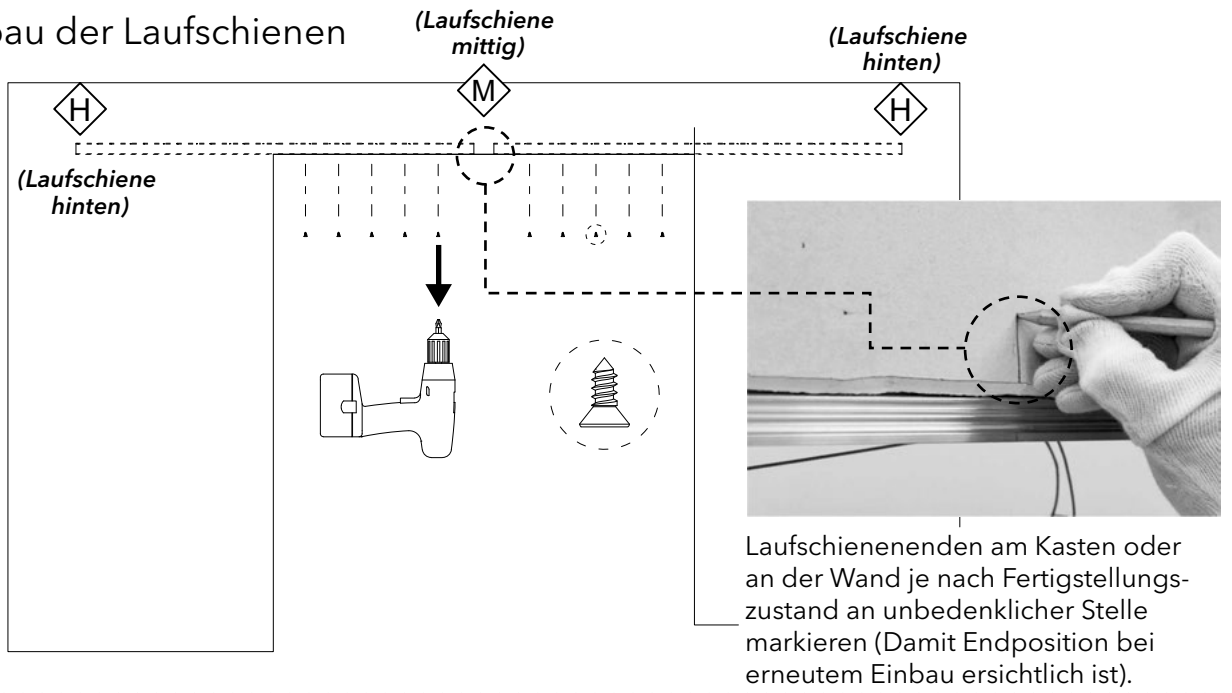 bau der Laufschienen
(Laufschiene
mittig)
(Laufschiene
hinten)
H
M
H
(Laufschiene
hinten)
Laufschienenenden am Kasten oder
an der Wand je nach Fertigstellungs-
zustand an unbedenklicher Stelle
markieren (Damit Endposition bei
erneutem Einbau ersichtlich ist).